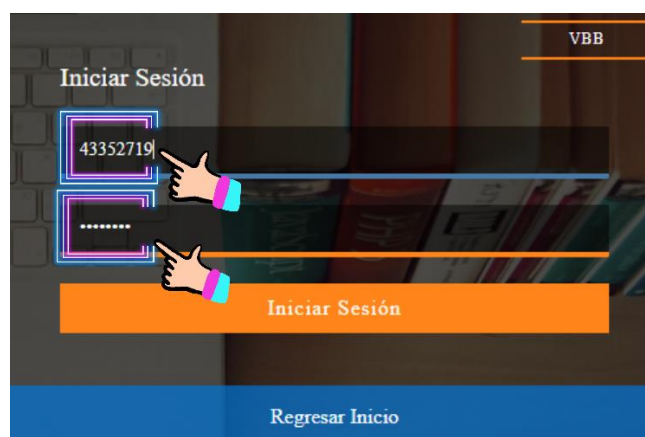 VBB
Iniciar Sesión
43352719
••••••••
Iniciar Sesión
Regresar Inicio